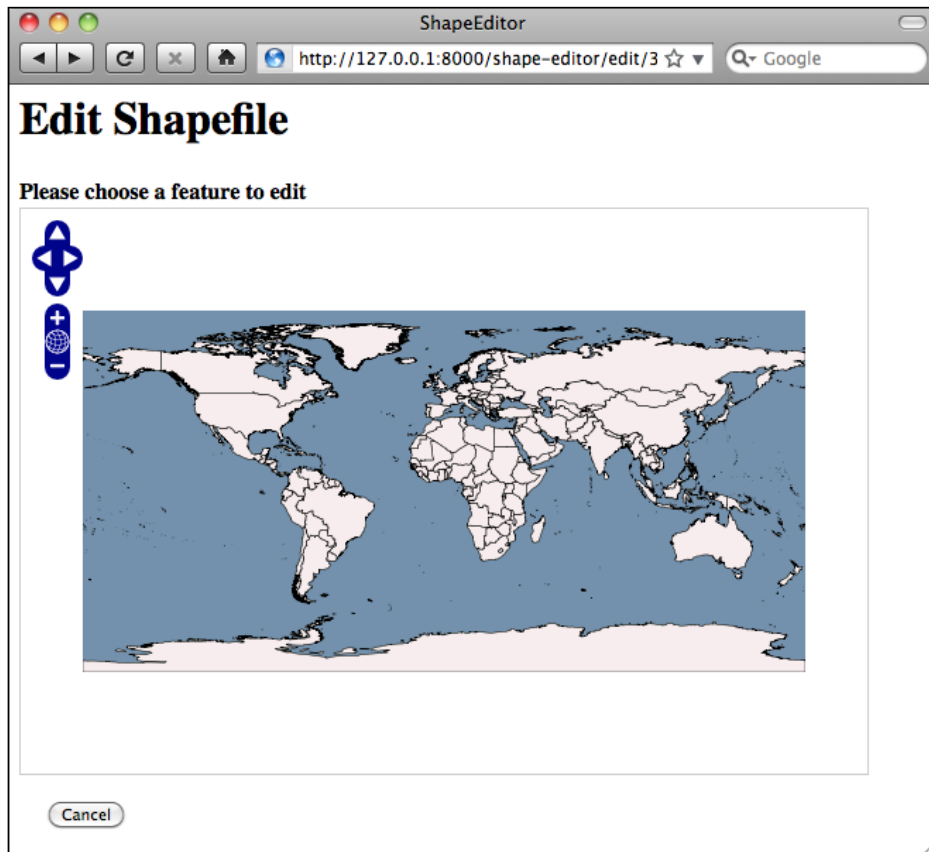 ShapeEditor
http://127.0.0.1:8000/shape-editor/edit/3
Google
Edit Shapefile
Please choose a feature to edit
+
−
Cancel